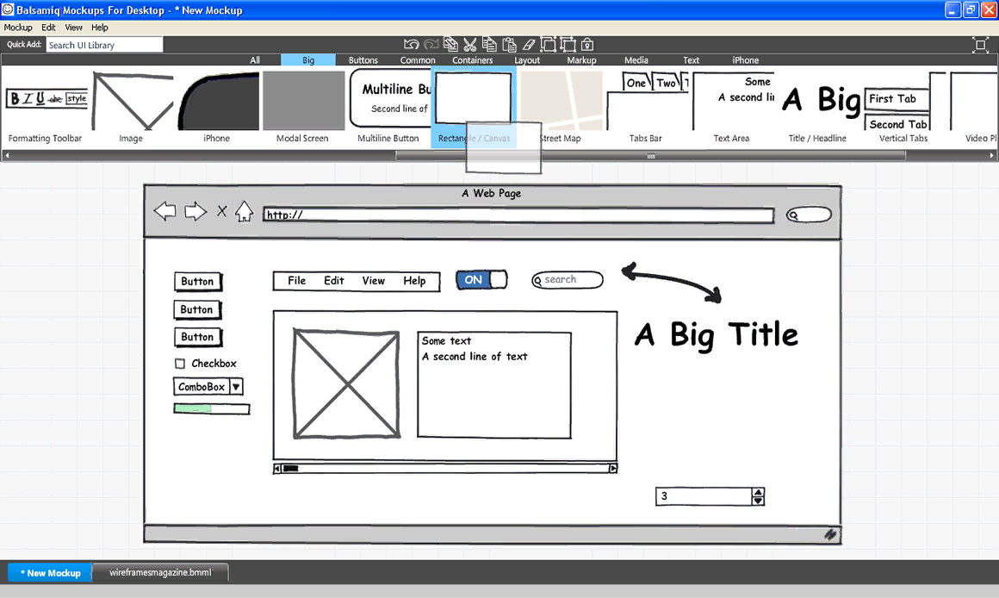 Balsamiq Mockups For Desktop - * New Mockup
Mockup Edit View Help
Quick Add: Search UI Library
All Big Buttons Common Containers Layout Markup Media Text iPhone
B I U abc style
Multiline Bu
Second line of
One Two T
Some
A second lin
A Big
First Tab
Second Tab
Formatting Toolbar Image iPhone Modal Screen Multiline Button Rectangle / Canvas Street Map Tabs Bar Text Area Title / Headline Vertical Tabs Video Pl
A Web Page
http://
Button File Edit View Help ON search
Button
Button
Checkbox
ComboBox
Some text
A second line of text
A Big Title
3
* New Mockup wireframesmagazine.bmml